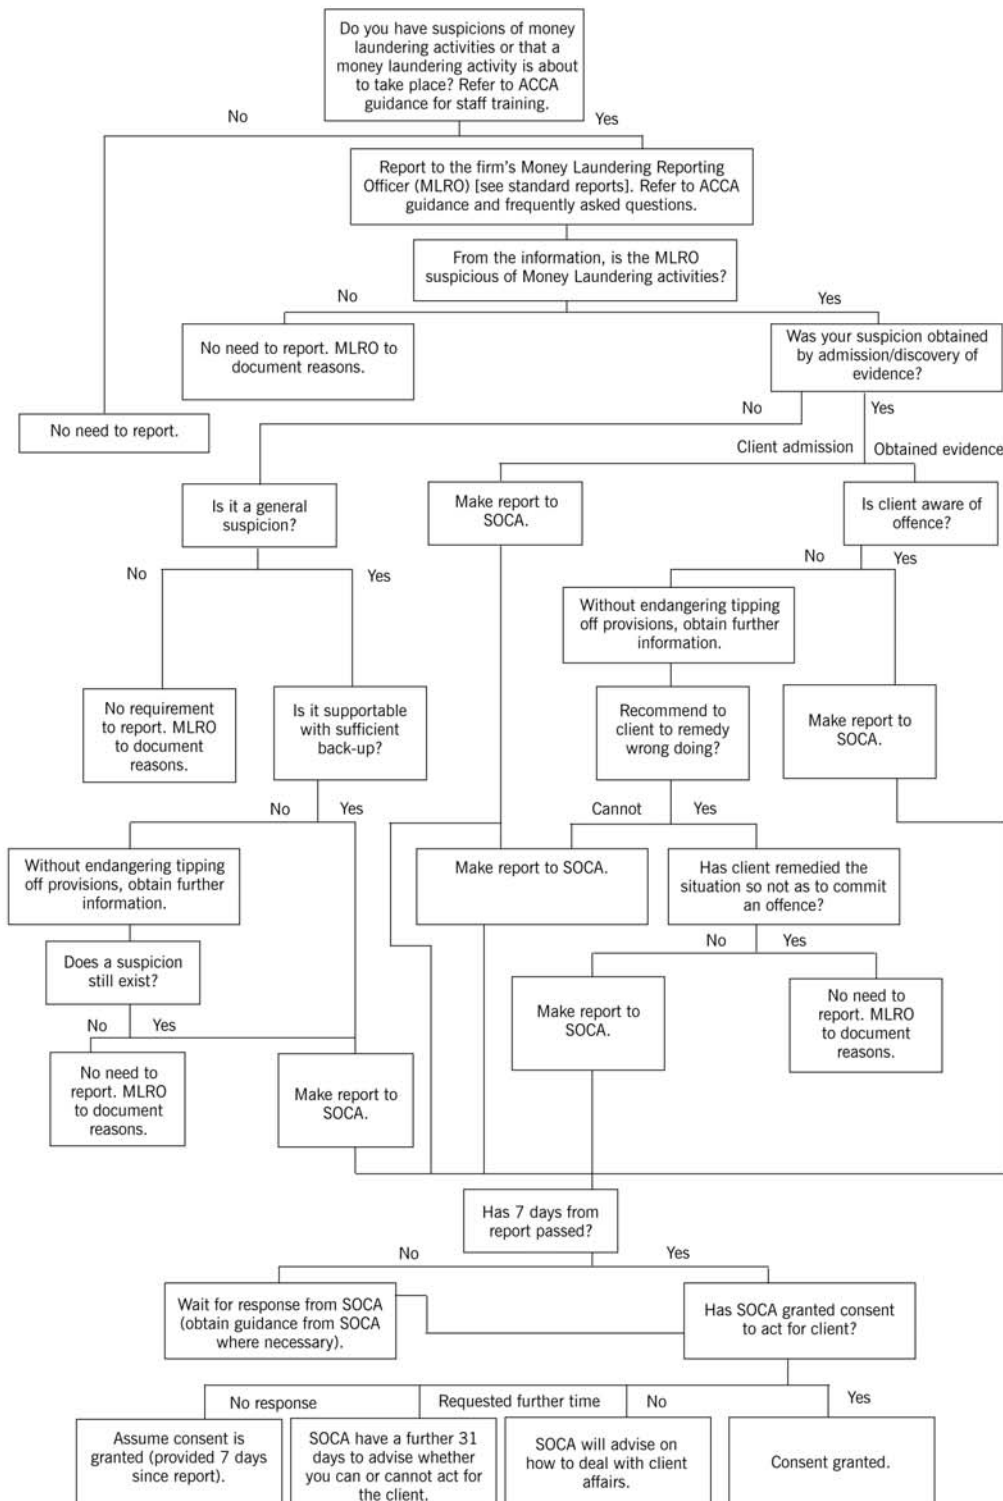 Do you have suspicions of money
laundering activities or that a
money laundering activity is about
to take place? Refer to ACCA
guidance for staff training.
No
Yes
Report to the firm's Money Laundering Reporting
Officer (MLRO) [see standard reports]. Refer to ACCA
guidance and frequently asked questions.
From the information, is the MLRO
suspicious of Money Laundering activities?
No
Yes
No need to report. MLRO to
document reasons.
Was your suspicion obtained
by admission/discovery of
evidence?
No need to report.
No
Yes
Client admission
Obtained evidence
Is it a general
suspicion?
Make report to
SOCA.
Is client aware of
offence?
No
Yes
No
Yes
Without endangering tipping
off provisions, obtain further
information.
No requirement
to report. MLRO
to document
reasons.
Is it supportable
with sufficient
back-up?
Recommend to
client to remedy
wrong doing?
Make report to
SOCA.
No
Yes
Cannot
Yes
Without endangering tipping
off provisions, obtain further
information.
Make report to SOCA.
Has client remedied the
situation so not as to commit
an offence?
Does a suspicion
still exist?
No
Yes
No
Yes
Make report to
SOCA.
No need to
report. MLRO
to document
reasons.
No need to
report. MLRO
to document
reasons.
Make report to
SOCA.
Has 7 days from
report passed?
No
Yes
Wait for response from SOCA
(obtain guidance from SOCA
where necessary).
Has SOCA granted consent
to act for client?
No response
Requested further time
No
Yes
Assume consent is
granted (provided 7 days
since report).
SOCA have a further 31
days to advise whether
you can or cannot act for
the client.
SOCA will advise on
how to deal with client
affairs.
Consent granted.